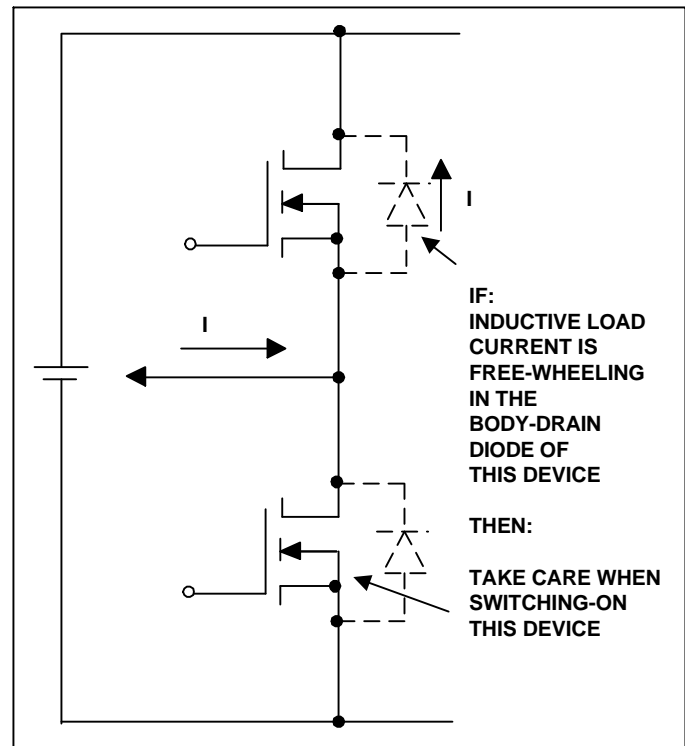 I
IF:
INDUCTIVE LOAD
CURRENT IS
FREE-WHEELING
IN THE
BODY-DRAIN
DIODE OF
THIS DEVICE
I
THEN:
TAKE CARE WHEN
SWITCHING-ON
THIS DEVICE